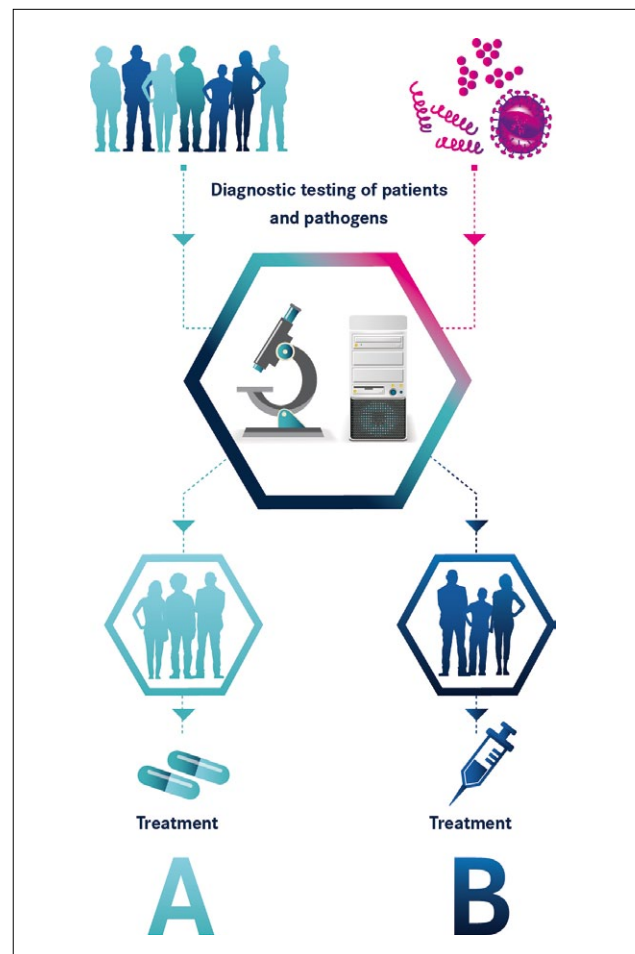 Diagnostic testing of patients
and pathogens
Treatment
Treatment
A
B